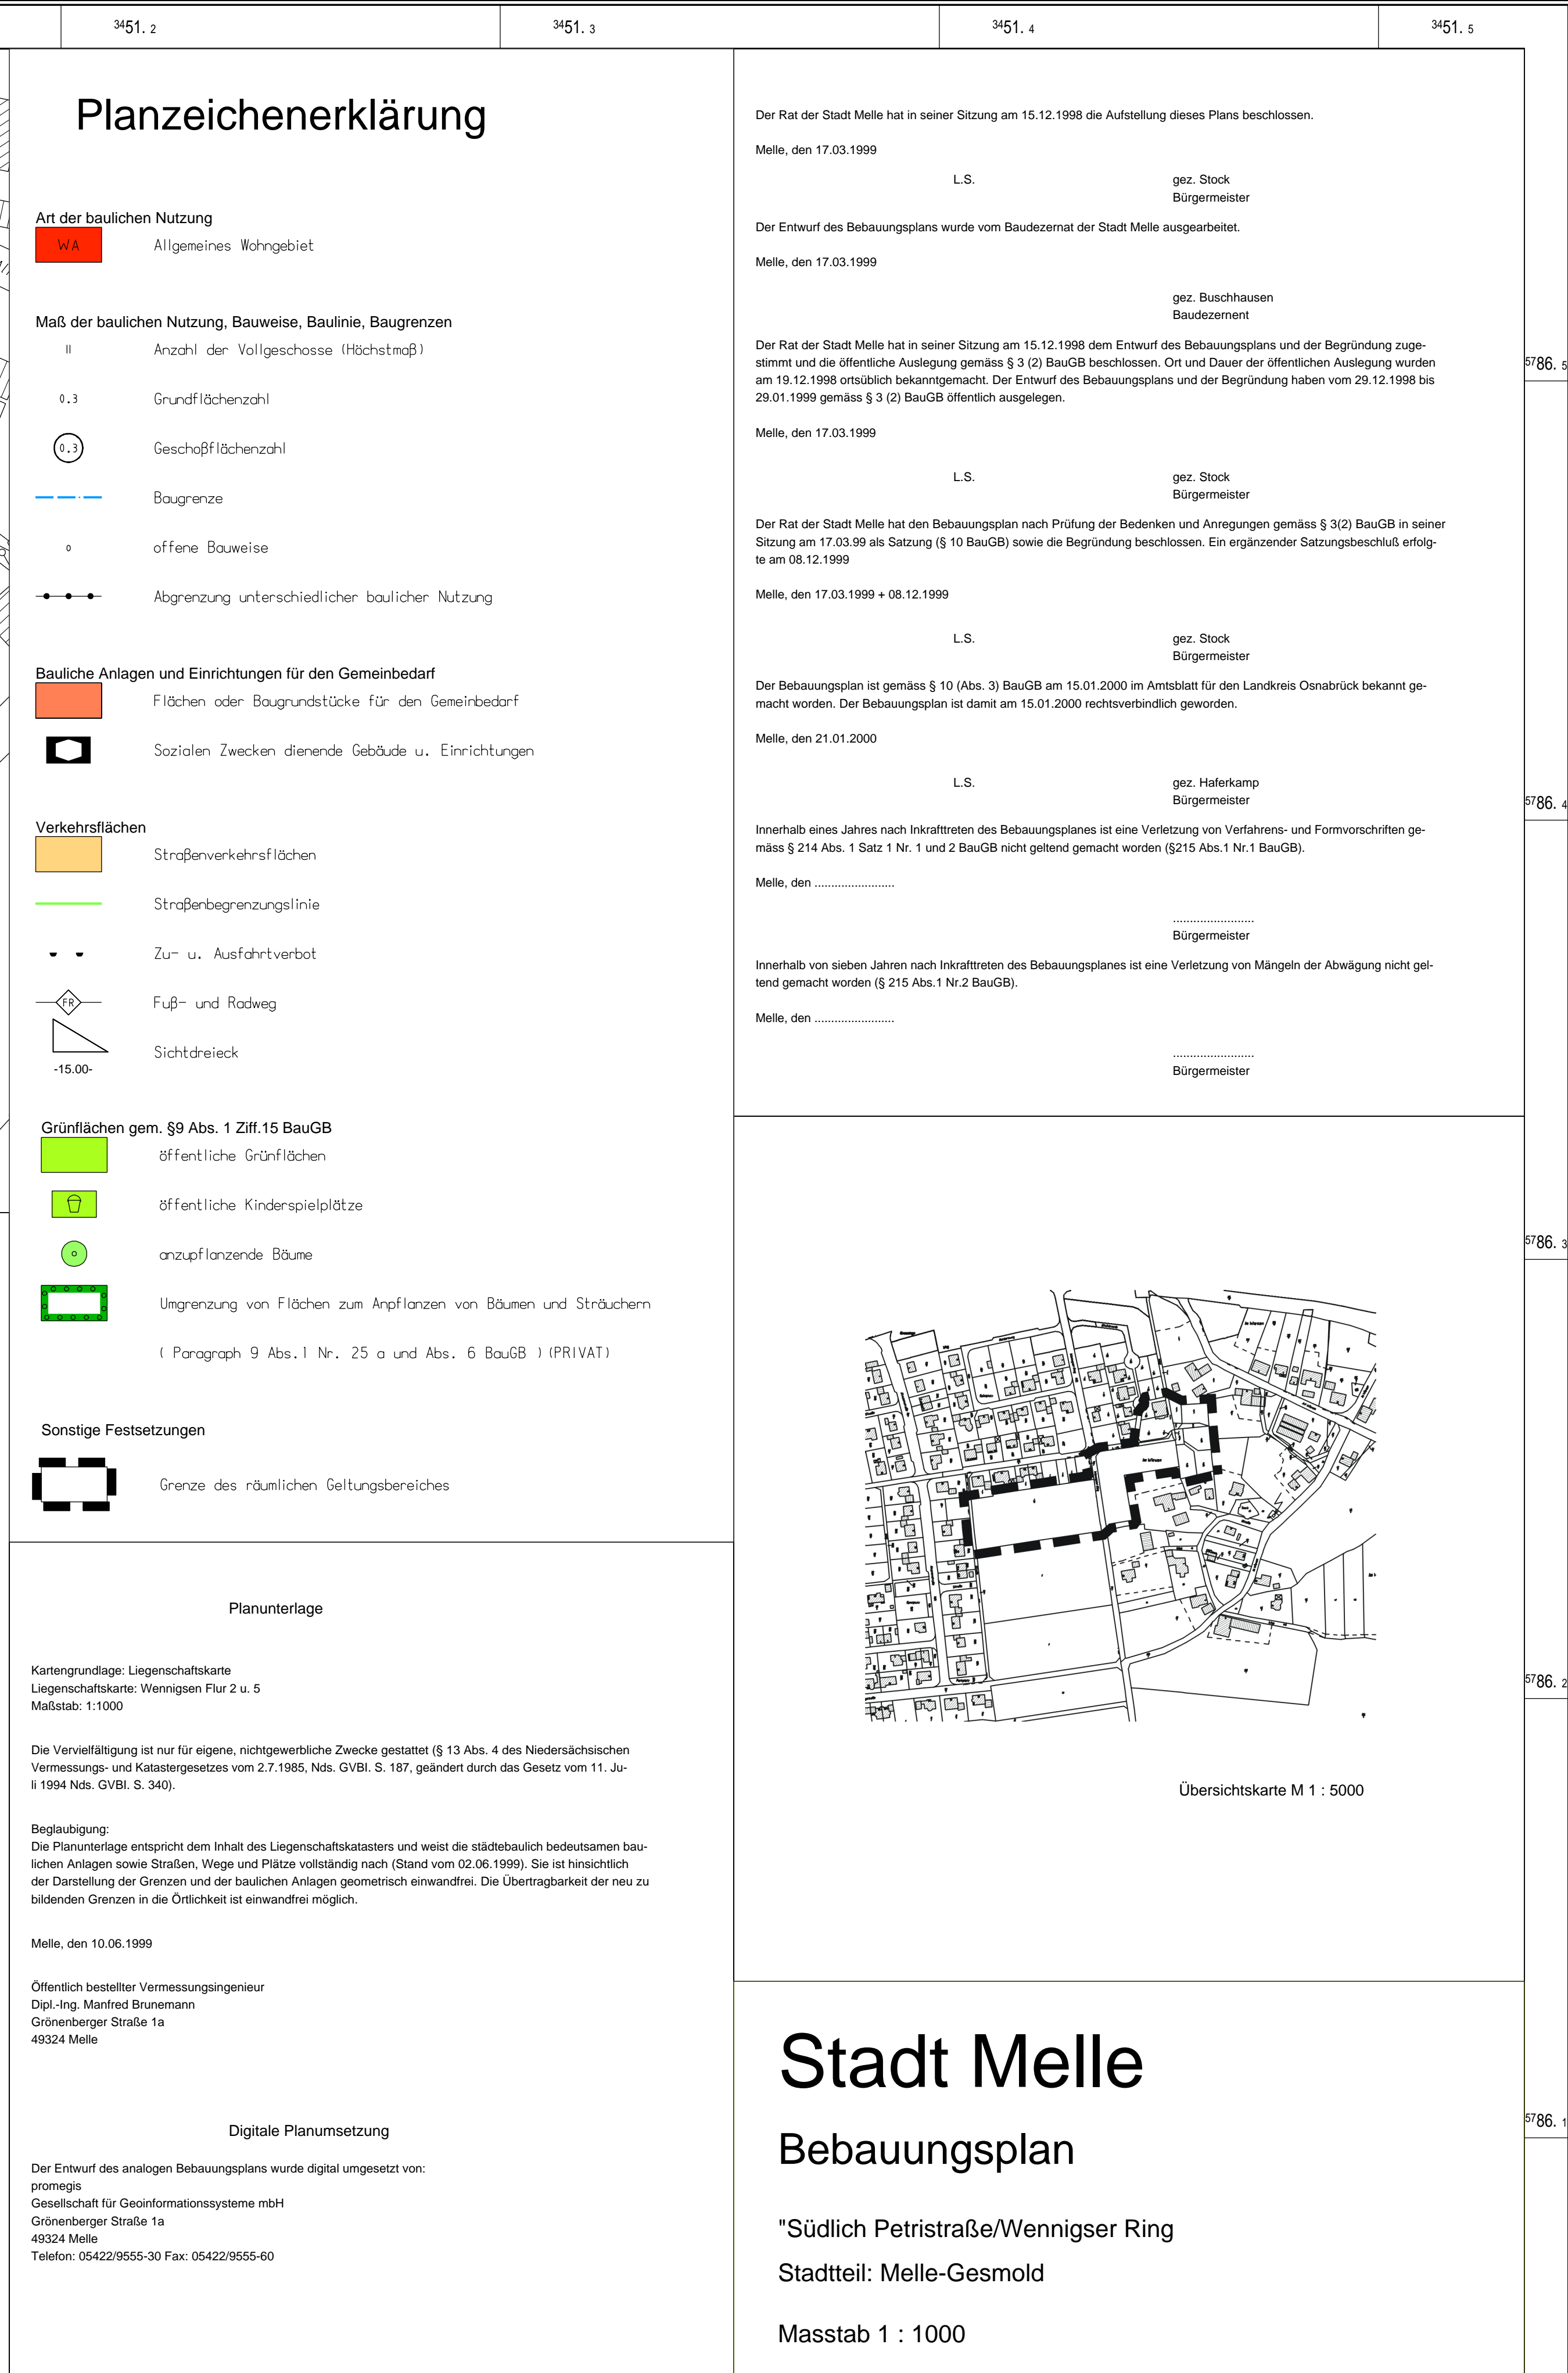 3451. 2
3451. 3
3451. 4
3451. 5
Planzeichenerklärung
Art der baulichen Nutzung
WA Allgemeines Wohngebiet
Maß der baulichen Nutzung, Bauweise, Baulinie, Baugrenzen
II Anzahl der Vollgeschosse (Höchstmaß)
0.3 Grundflächenzahl
0.3 Geschoßflächenzahl
Baugrenze
o offene Bauweise
Abgrenzung unterschiedlicher baulicher Nutzung
Bauliche Anlagen und Einrichtungen für den Gemeinbedarf
Flächen oder Baugrundstücke für den Gemeinbedarf
Sozialen Zwecken dienende Gebäude u. Einrichtungen
Verkehrsflächen
Straßenverkehrsflächen
Straßenbegrenzungslinie
Zu- u. Ausfahrtverbot
FR Fuß- und Radweg
Sichtdreieck
-15.00-
Grünflächen gem. §9 Abs. 1 Ziff.15 BauGB
öffentliche Grünflächen
öffentliche Kinderspielplätze
anzupflanzende Bäume
Umgrenzung von Flächen zum Anpflanzen von Bäumen und Sträuchern
( Paragraph 9 Abs.1 Nr. 25 a und Abs. 6 BauGB ) (PRIVAT)
Sonstige Festsetzungen
Grenze des räumlichen Geltungsbereiches
Planunterlage
Kartengrundlage: Liegenschaftskarte
Liegenschaftskarte: Wennigsen Flur 2 u. 5
Maßstab: 1:1000
Die Vervielfältigung ist nur für eigene, nichtgewerbliche Zwecke gestattet (§ 13 Abs. 4 des Niedersächsischen
Vermessungs- und Katastergesetzes vom 2.7.1985, Nds. GVBl. S. 187, geändert durch das Gesetz vom 11. Ju-
li 1994 Nds. GVBl. S. 340).
Beglaubigung:
Die Planunterlage entspricht dem Inhalt des Liegenschaftskatasters und weist die städtebaulich bedeutsamen bau-
lichen Anlagen sowie Straßen, Wege und Plätze vollständig nach (Stand vom 02.06.1999). Sie ist hinsichtlich
der Darstellung der Grenzen und der baulichen Anlagen geometrisch einwandfrei. Die Übertragbarkeit der neu zu
bildenden Grenzen in die Örtlichkeit ist einwandfrei möglich.
Melle, den 10.06.1999
Öffentlich bestellter Vermessungsingenieur
Dipl.-Ing. Manfred Brunemann
Grönenberger Straße 1a
49324 Melle
Digitale Planumsetzung
Der Entwurf des analogen Bebauungsplans wurde digital umgesetzt von:
promegis
Gesellschaft für Geoinformationssysteme mbH
Grönenberger Straße 1a
49324 Melle
Telefon: 05422/9555-30 Fax: 05422/9555-60
Der Rat der Stadt Melle hat in seiner Sitzung am 15.12.1998 die Aufstellung dieses Plans beschlossen.
Melle, den 17.03.1999
L.S. gez. Stock
Bürgermeister
Der Entwurf des Bebauungsplans wurde vom Baudezernat der Stadt Melle ausgearbeitet.
Melle, den 17.03.1999
gez. Buschhausen
Baudezernent
Der Rat der Stadt Melle hat in seiner Sitzung am 15.12.1998 dem Entwurf des Bebauungsplans und der Begründung zuge-
stimmt und die öffentliche Auslegung gemäss § 3 (2) BauGB beschlossen. Ort und Dauer der öffentlichen Auslegung wurden
am 19.12.1998 ortsüblich bekanntgemacht. Der Entwurf des Bebauungsplans und der Begründung haben vom 29.12.1998 bis
29.01.1999 gemäss § 3 (2) BauGB öffentlich ausgelegen.
Melle, den 17.03.1999
L.S. gez. Stock
Bürgermeister
Der Rat der Stadt Melle hat den Bebauungsplan nach Prüfung der Bedenken und Anregungen gemäss § 3(2) BauGB in seiner
Sitzung am 17.03.99 als Satzung (§ 10 BauGB) sowie die Begründung beschlossen. Ein ergänzender Satzungsbeschluß erfolg-
te am 08.12.1999
Melle, den 17.03.1999 + 08.12.1999
L.S. gez. Stock
Bürgermeister
Der Bebauungsplan ist gemäss § 10 (Abs. 3) BauGB am 15.01.2000 im Amtsblatt für den Landkreis Osnabrück bekannt ge-
macht worden. Der Bebauungsplan ist damit am 15.01.2000 rechtsverbindlich geworden.
Melle, den 21.01.2000
L.S. gez. Haferkamp
Bürgermeister
Innerhalb eines Jahres nach Inkrafttreten des Bebauungsplanes ist eine Verletzung von Verfahrens- und Formvorschriften ge-
mäss § 214 Abs. 1 Satz 1 Nr. 1 und 2 BauGB nicht geltend gemacht worden (§215 Abs.1 Nr.1 BauGB).
Melle, den ........................
........................
Bürgermeister
Innerhalb von sieben Jahren nach Inkrafttreten des Bebauungsplanes ist eine Verletzung von Mängeln der Abwägung nicht gel-
tend gemacht worden (§ 215 Abs.1 Nr.2 BauGB).
Melle, den ........................
........................
Bürgermeister
Übersichtskarte M 1 : 5000
Stadt Melle
Bebauungsplan
"Südlich Petristraße/Wennigser Ring
Stadtteil: Melle-Gesmold
Masstab 1 : 1000
5786. 5
5786. 4
5786. 3
5786. 2
5786. 1